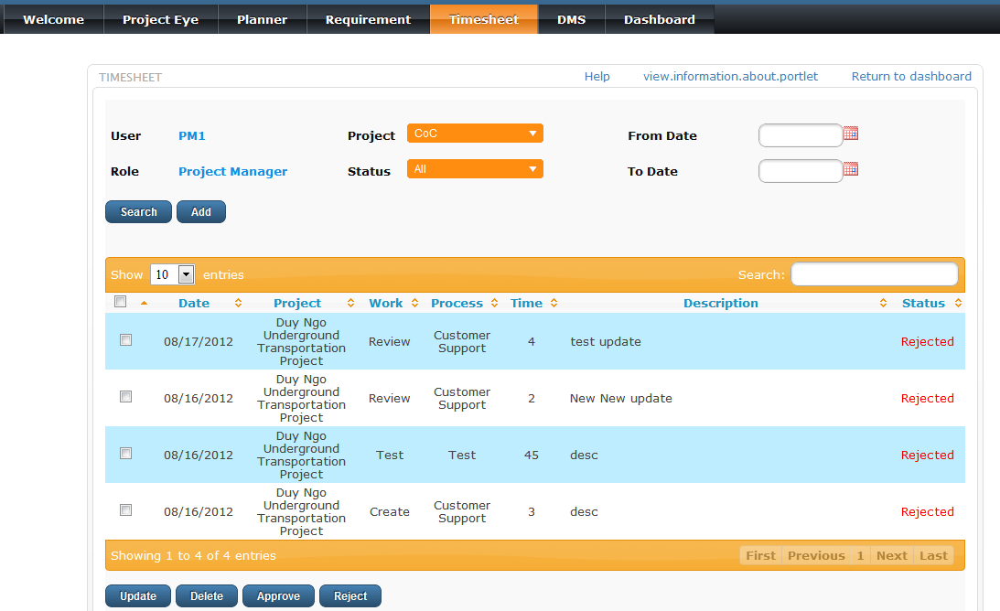 Welcome Project Eye Planner Requirement Timesheet DMS Dashboard
TIMESHEET Help view.information.about.portlet Return to dashboard
User PM1 Project CoC From Date
Role Project Manager Status All To Date
Search Add
Show 10 entries Search:
Date Project Work Process Time Description Status
08/17/2012 Duy Ngo Underground Transportation Project Review Customer Support 4 test update Rejected
08/16/2012 Duy Ngo Underground Transportation Project Review Customer Support 2 New New update Rejected
08/16/2012 Duy Ngo Underground Transportation Project Test Test 45 desc Rejected
08/16/2012 Duy Ngo Underground Transportation Project Create Customer Support 3 desc Rejected
Showing 1 to 4 of 4 entries First Previous 1 Next Last
Update Delete Approve Reject